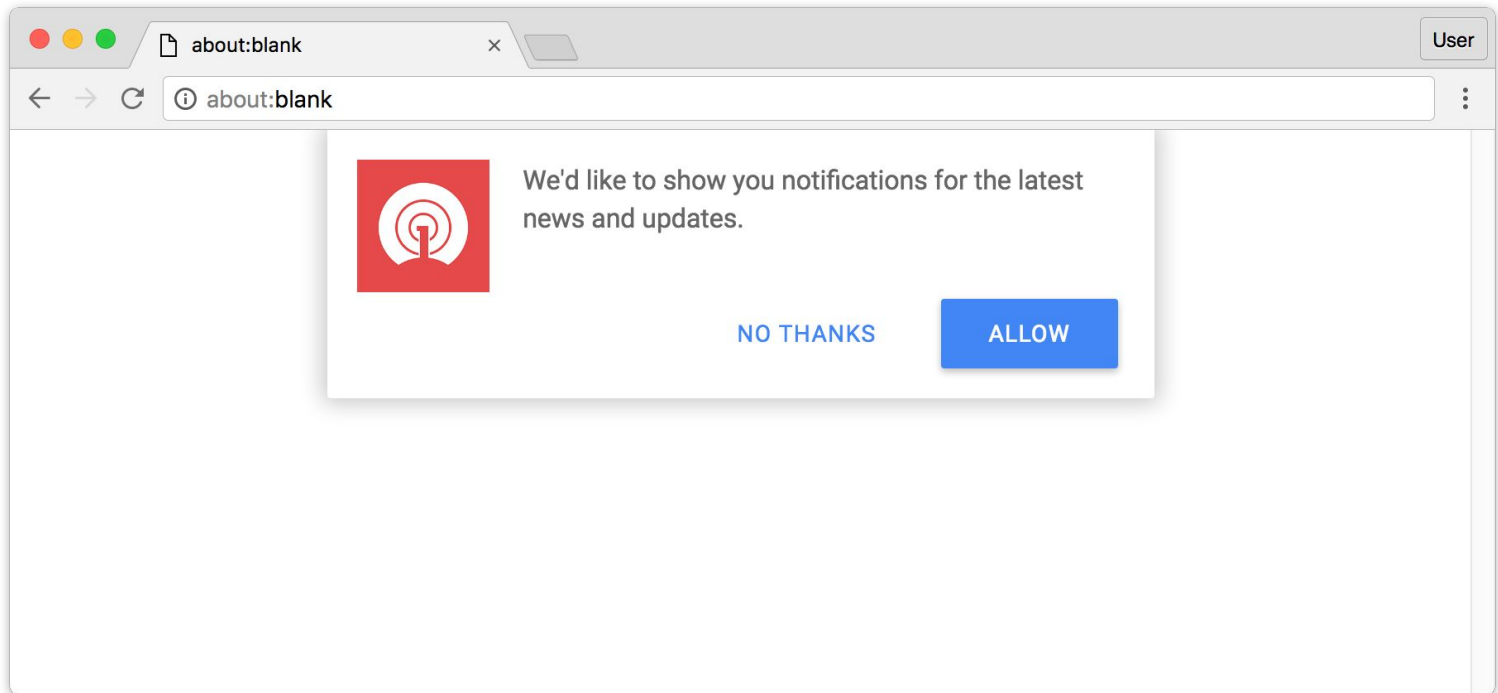 about:blank
User
about:blank
We'd like to show you notifications for the latest
news and updates.
NO THANKS
ALLOW